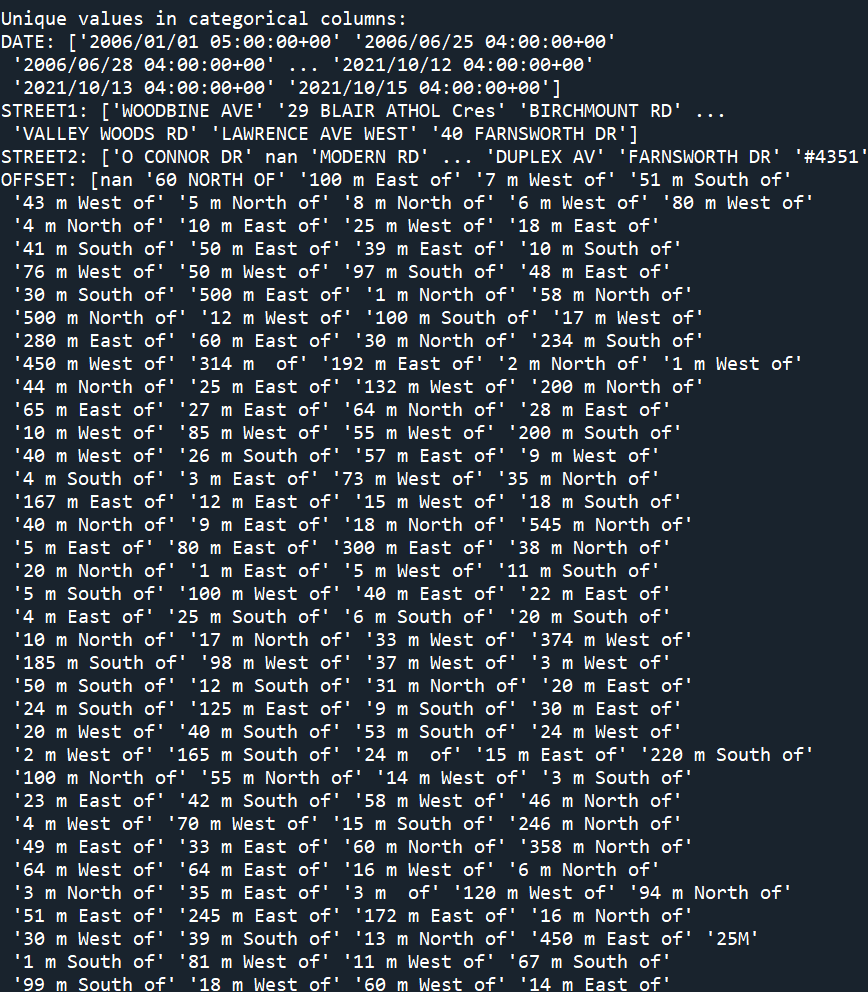 Unique values in categorical columns:
DATE: ['2006/01/01 05:00:00+00' '2006/06/25 04:00:00+00'
 '2006/06/28 04:00:00+00' ... '2021/10/12 04:00:00+00'
 '2021/10/13 04:00:00+00' '2021/10/15 04:00:00+00']
STREET1: ['WOODBINE AVE' '29 BLAIR ATHOL Cres' 'BIRCHMOUNT RD' ...
 'VALLEY WOODS RD' 'LAWRENCE AVE WEST' '40 FARNSWORTH DR']
STREET2: ['O CONNOR DR' nan 'MODERN RD' ... 'DUPLEX AV' 'FARNSWORTH DR' '#4351'
OFFSET: [nan '60 NORTH OF' '100 m East of' '7 m West of' '51 m South of'
 '43 m West of' '5 m North of' '8 m North of' '6 m West of' '80 m West of'
 '4 m North of' '10 m East of' '25 m West of' '18 m East of'
 '41 m South of' '50 m East of' '39 m East of' '10 m South of'
 '76 m West of' '50 m West of' '97 m South of' '48 m East of'
 '30 m South of' '500 m East of' '1 m North of' '58 m North of'
 '500 m North of' '12 m West of' '100 m South of' '17 m West of'
 '280 m East of' '60 m East of' '30 m North of' '234 m South of'
 '450 m West of' '314 m  of' '192 m East of' '2 m North of' '1 m West of'
 '44 m North of' '25 m East of' '132 m West of' '200 m North of'
 '65 m East of' '27 m East of' '64 m North of' '28 m East of'
 '10 m West of' '85 m West of' '55 m West of' '200 m South of'
 '40 m West of' '26 m South of' '57 m East of' '9 m West of'
 '4 m South of' '3 m East of' '73 m West of' '35 m North of'
 '167 m East of' '12 m East of' '15 m West of' '18 m South of'
 '40 m North of' '9 m East of' '18 m North of' '545 m North of'
 '5 m East of' '80 m East of' '300 m East of' '38 m North of'
 '20 m North of' '1 m East of' '5 m West of' '11 m South of'
 '5 m South of' '100 m West of' '40 m East of' '22 m East of'
 '4 m East of' '25 m South of' '6 m South of' '20 m South of'
 '10 m North of' '17 m North of' '33 m West of' '374 m West of'
 '185 m South of' '98 m West of' '37 m West of' '3 m West of'
 '50 m South of' '12 m South of' '31 m North of' '20 m East of'
 '24 m South of' '125 m East of' '9 m South of' '30 m East of'
 '20 m West of' '40 m South of' '53 m South of' '24 m West of'
 '2 m West of' '165 m South of' '24 m  of' '15 m East of' '220 m South of'
 '100 m North of' '55 m North of' '14 m West of' '3 m South of'
 '23 m East of' '42 m South of' '58 m West of' '46 m North of'
 '4 m West of' '70 m West of' '15 m South of' '246 m North of'
 '49 m East of' '33 m East of' '60 m North of' '358 m North of'
 '64 m West of' '64 m East of' '16 m West of' '6 m North of'
 '3 m North of' '35 m East of' '3 m  of' '120 m West of' '94 m North of'
 '51 m East of' '245 m East of' '172 m East of' '16 m North of'
 '30 m West of' '39 m South of' '13 m North of' '450 m East of' '25M'
 '1 m South of' '81 m West of' '11 m West of' '67 m South of'
 '99 m South of' '18 m West of' '60 m West of' '14 m East of'